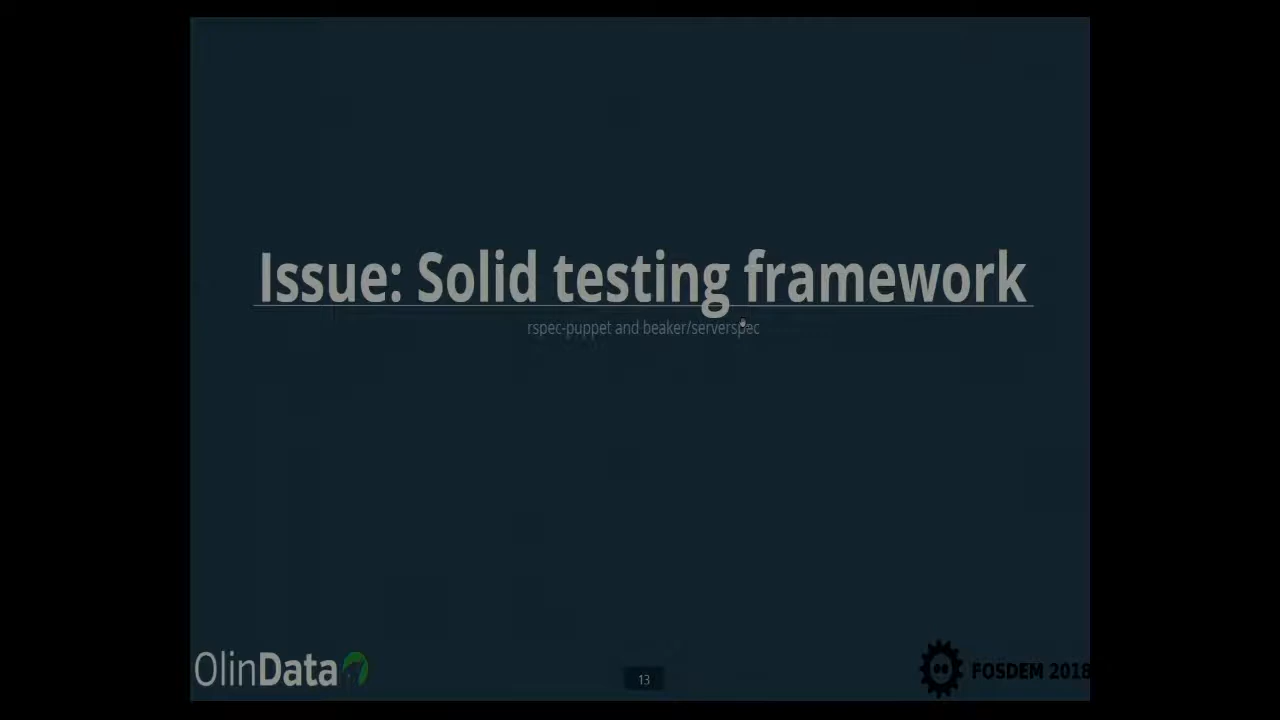 Issue: Solid testing framework
rspec-puppet and beaker/serverspec
OlinData
13
FOSDEM 2018